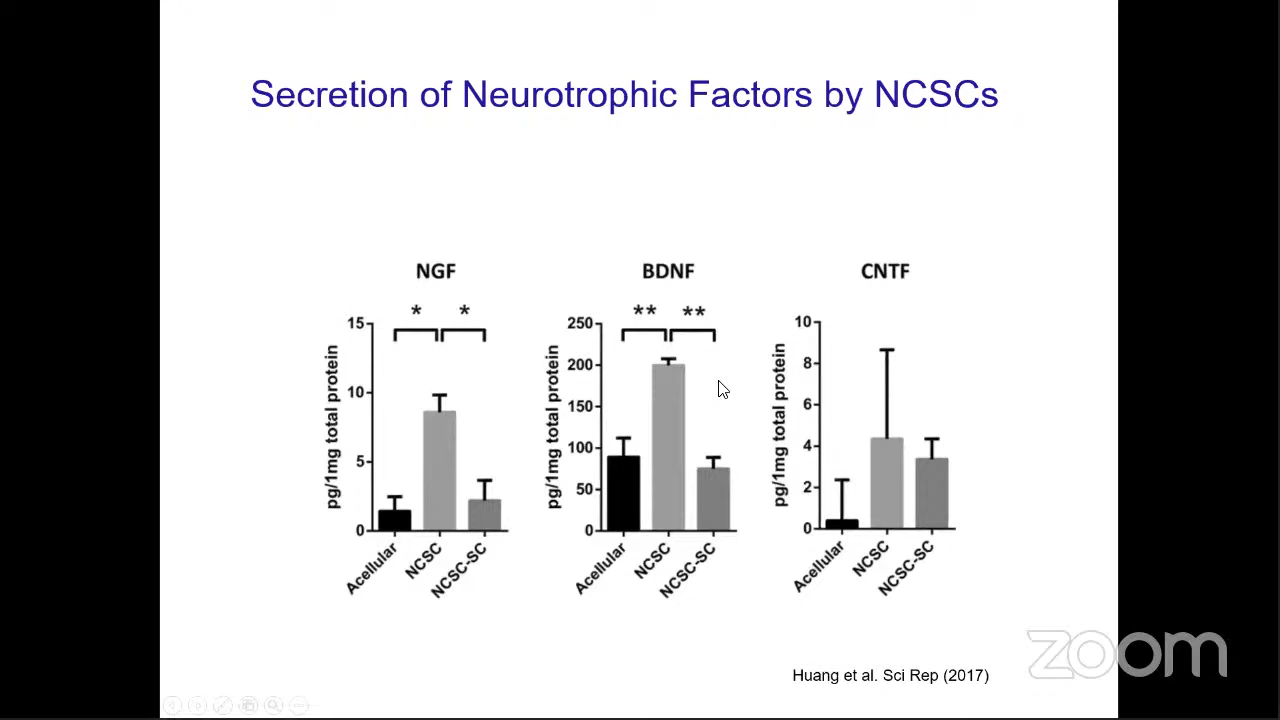 Secretion of Neurotrophic Factors by NCSCs
NGF
* *
15
10
5
0
pg/1mg total protein
Acellular
NCSC
NCSC-SC
BDNF
** **
250
200
150
100
50
0
pg/1mg total protein
Acellular
NCSC
NCSC-SC
CNTF
10
8
6
4
2
0
pg/1mg total protein
Acellular
NCSC
NCSC-SC
Huang et al. Sci Rep (2017)
zoom